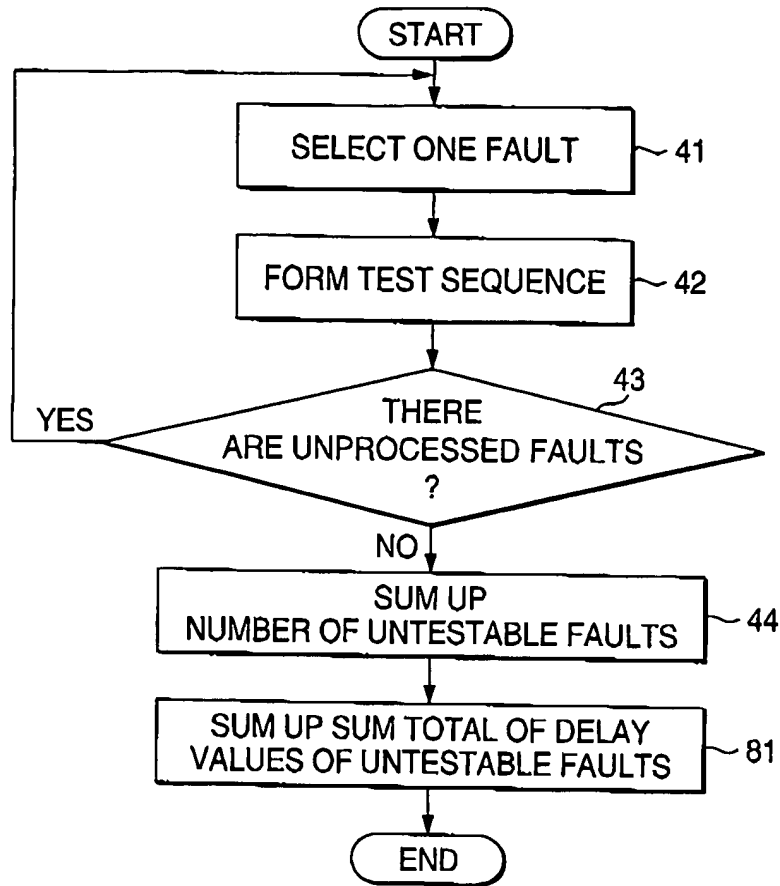 START
SELECT ONE FAULT
41
FORM TEST SEQUENCE
42
43
THERE
ARE UNPROCESSED FAULTS
?
YES
NO
SUM UP
NUMBER OF UNTESTABLE FAULTS
44
SUM UP SUM TOTAL OF DELAY
VALUES OF UNTESTABLE FAULTS
81
END